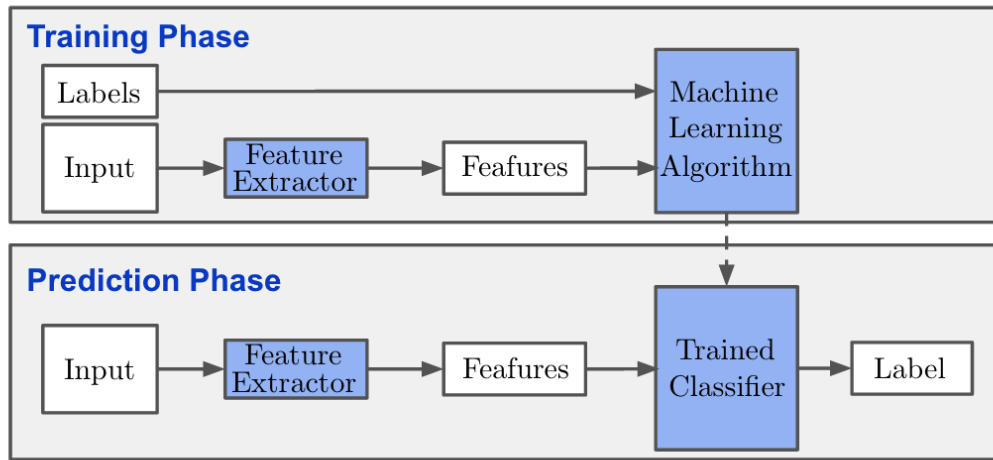 Training Phase
Labels
Machine
Learning
Algorithm
Input
Feature
Extractor
Feafures
Prediction Phase
Input
Feature
Extractor
Feafures
Trained
Classifier
Label